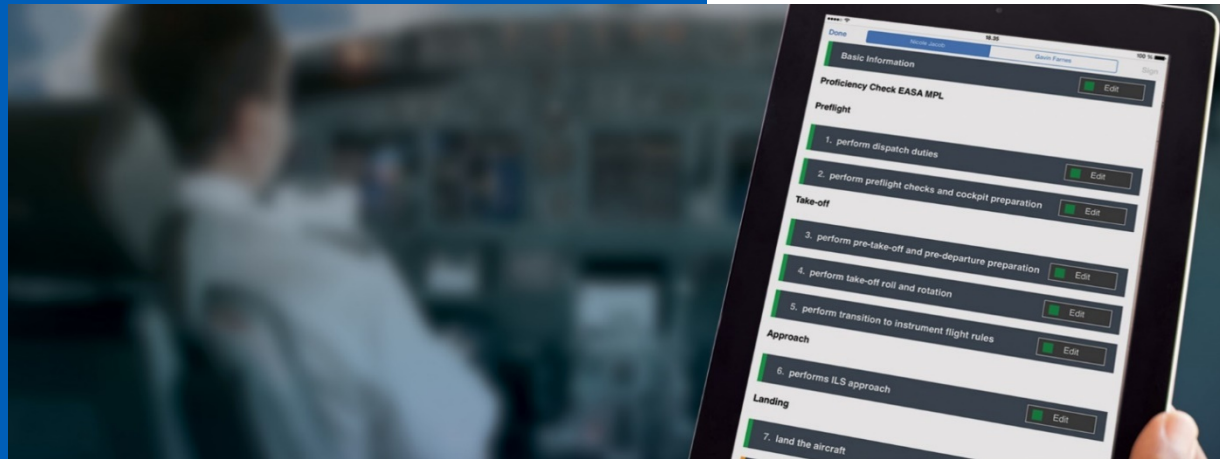 18.35
100 %
Done
Nicole Jacob
Gavin Farnes
Sign
Basic Information
Edit
Proficiency Check EASA MPL
Preflight
1. perform dispatch duties
Edit
2. perform preflight checks and cockpit preparation
Edit
Take-off
3. perform pre-take-off and pre-departure preparation
Edit
4. perform take-off roll and rotation
Edit
5. perform transition to instrument flight rules
Edit
Approach
6. performs ILS approach
Edit
Landing
7. land the aircraft